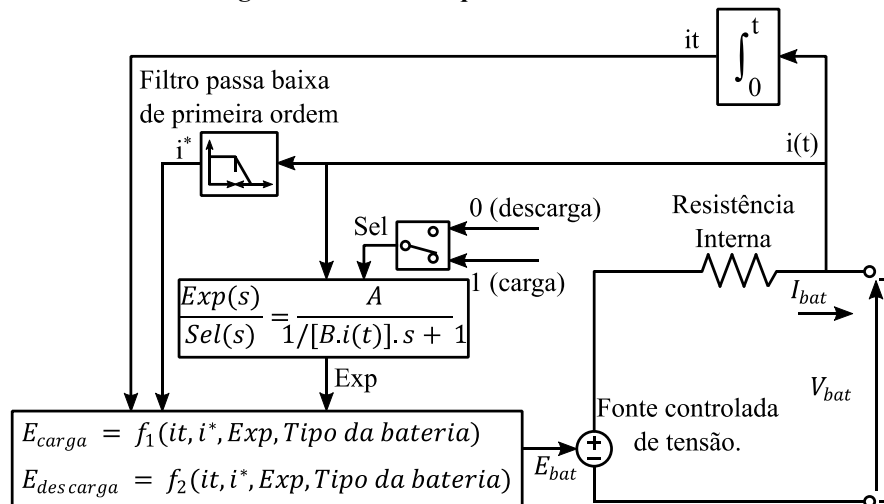 it
∫
t
0
Filtro passa baixa
de primeira ordem
i*
i(t)
0 (descarga)
Sel
1 (carga)
Resistência
Interna
Exp(s)
Sel(s)
=
A
1/[B.i(t)].s + 1
I_bat
Exp
V_bat
E_carga = f_1(it, i*, Exp, Tipo da bateria)
E_descarga = f_2(it, i*, Exp, Tipo da bateria)
E_bat
Fonte controlada
de tensão.